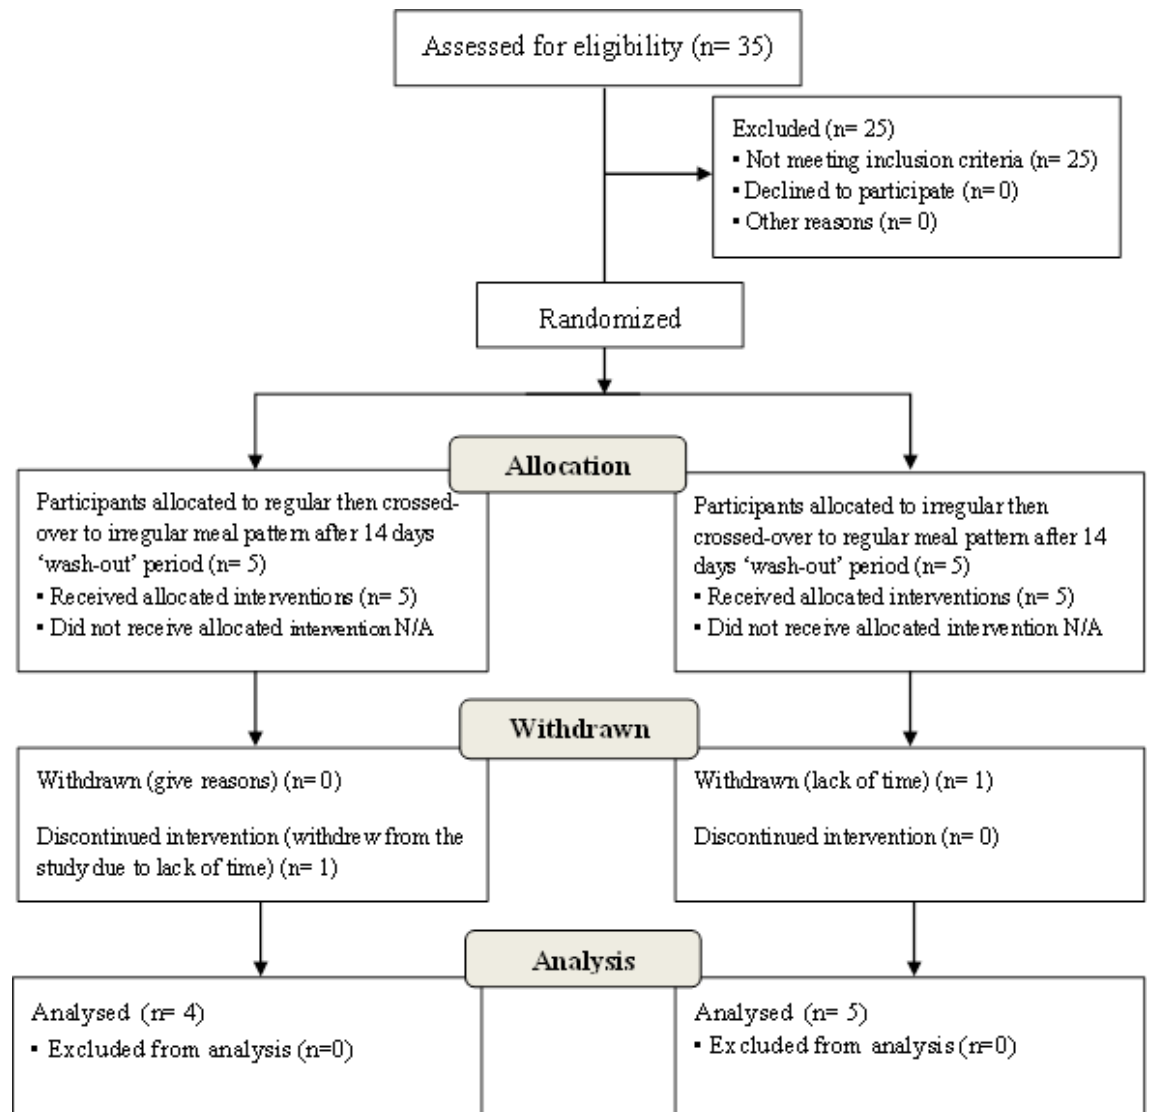 Assessed for eligibility (n= 35)
Excluded (n= 25)
▪ Not meeting inclusion criteria (n= 25)
▪ Declined to participate (n= 0)
▪ Other reasons (n= 0)
Randomized
Allocation
Participants allocated to regular then crossed-
over to irregular meal pattern after 14 days
‘wash-out’ period (n= 5)
▪ Received allocated interventions (n= 5)
▪ Did not receive allocated intervention N/A
Participants allocated to irregular then
crossed-over to regular meal pattern after 14
days ‘wash-out’ period (n= 5)
▪ Received allocated interventions (n= 5)
▪ Did not receive allocated intervention N/A
Withdrawn
Withdrawn (give reasons) (n= 0)
Discontinued intervention (withdrew from the
study due to lack of time) (n= 1)
Withdrawn (lack of time) (n= 1)
Discontinued intervention (n= 0)
Analysis
Analysed (n= 4)
▪ Excluded from analysis (n=0)
Analysed (n= 5)
▪ Excluded from analysis (n=0)